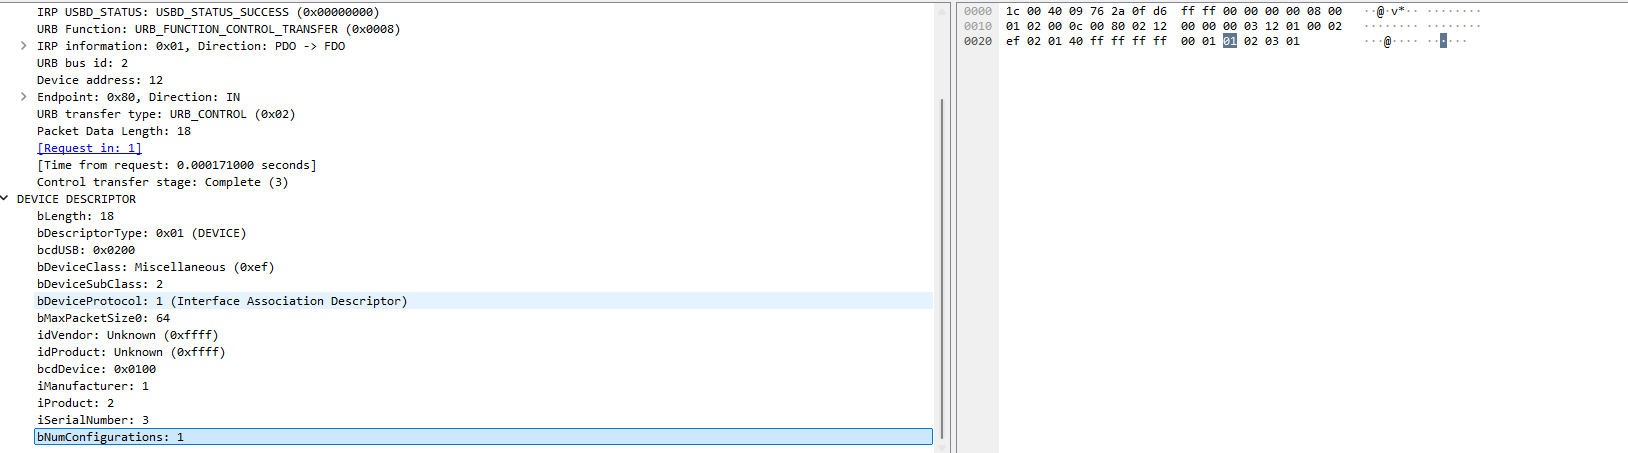 IRP USBD_STATUS: USBD_STATUS_SUCCESS (0x00000000)
URB Function: URB_FUNCTION_CONTROL_TRANSFER (0x0008)
IRP information: 0x01, Direction: PDO -> FDO
URB bus id: 2
Device address: 12
Endpoint: 0x80, Direction: IN
URB transfer type: URB_CONTROL (0x02)
Packet Data Length: 18
[Request in: 1]
[Time from request: 0.000171000 seconds]
Control transfer stage: Complete (3)
DEVICE DESCRIPTOR
bLength: 18
bDescriptorType: 0x01 (DEVICE)
bcdUSB: 0x0200
bDeviceClass: Miscellaneous (0xef)
bDeviceSubClass: 2
bDeviceProtocol: 1 (Interface Association Descriptor)
bMaxPacketSize0: 64
idVendor: Unknown (0xffff)
idProduct: Unknown (0xffff)
bcdDevice: 0x0100
iManufacturer: 1
iProduct: 2
iSerialNumber: 3
bNumConfigurations: 1
0000 1c 00 40 09 76 2a 0f d6 ff ff 00 00 00 00 08 00 ··@·v*·· ········
0010 01 02 00 0c 00 80 02 12 00 00 00 03 12 01 00 02 ········ ········
0020 ef 02 01 40 ff ff ff ff 00 01 01 02 03 01 ···@···· ······